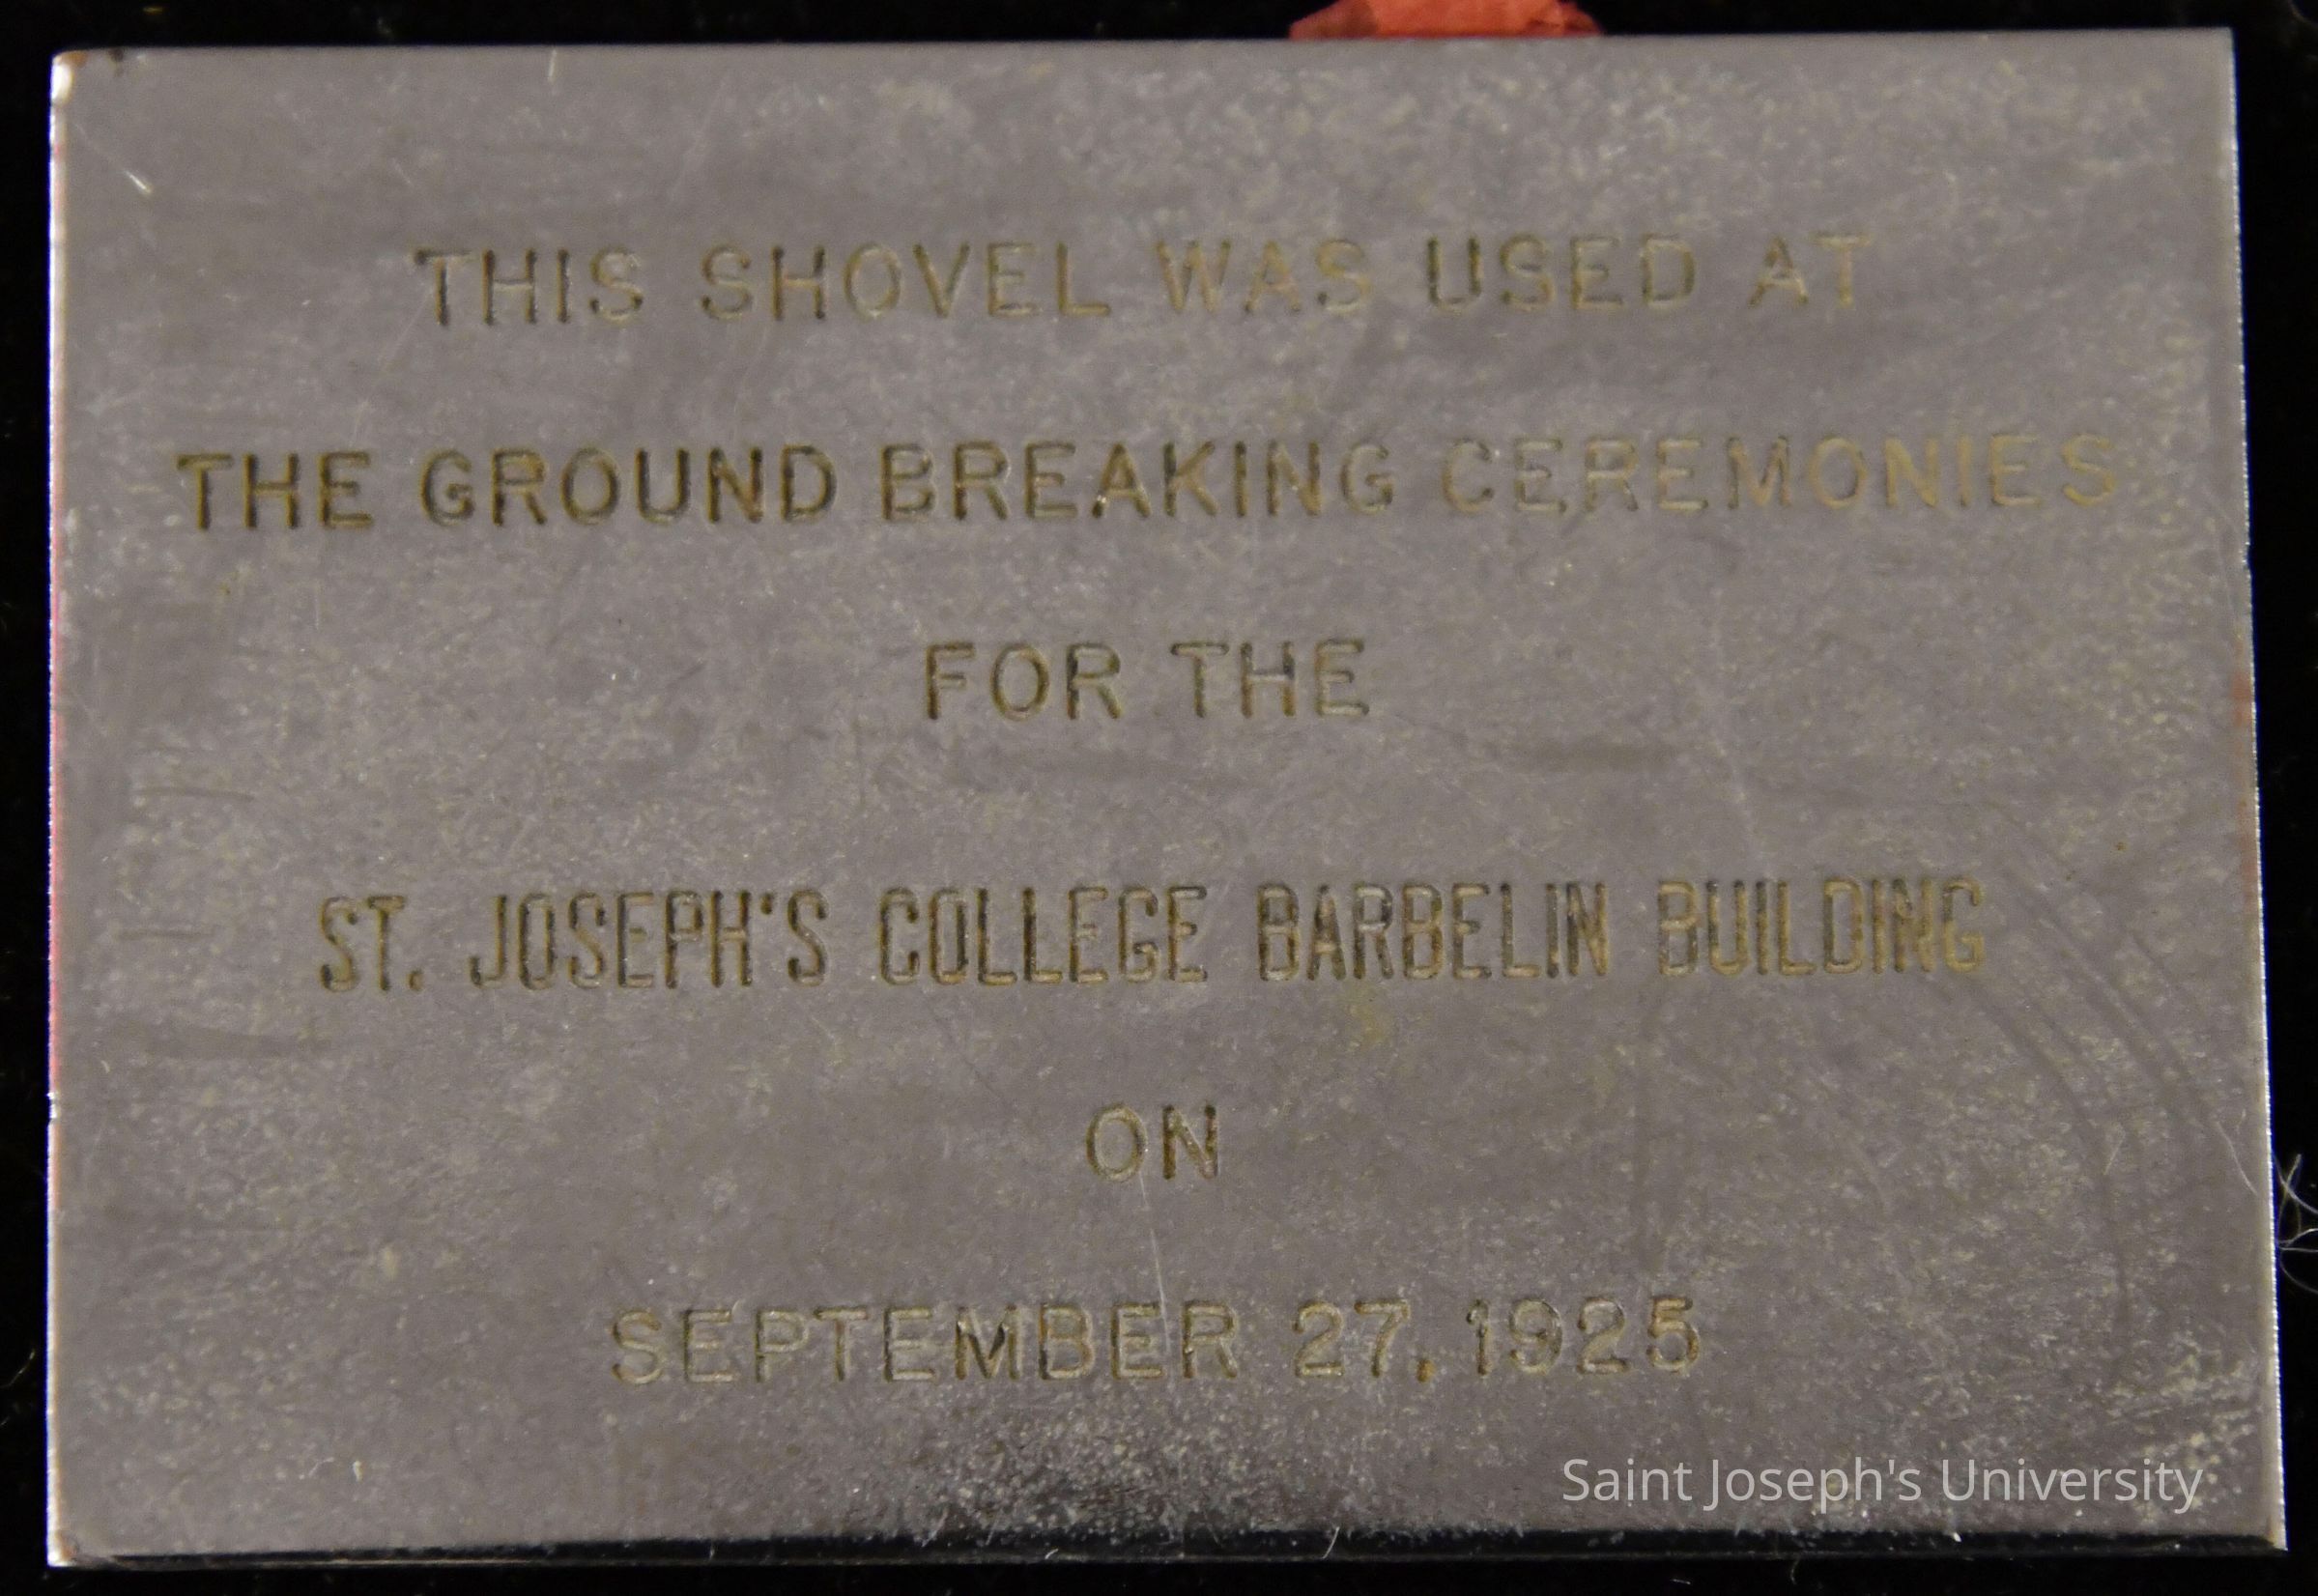 THIS SHOVEL WAS USED AT
THE GROUND BREAKING CEREMONIES
FOR THE
ST. JOSEPH'S COLLEGE BARBELIN BUILDING
ON
SEPTEMBER 27, 1925
Saint Joseph's University